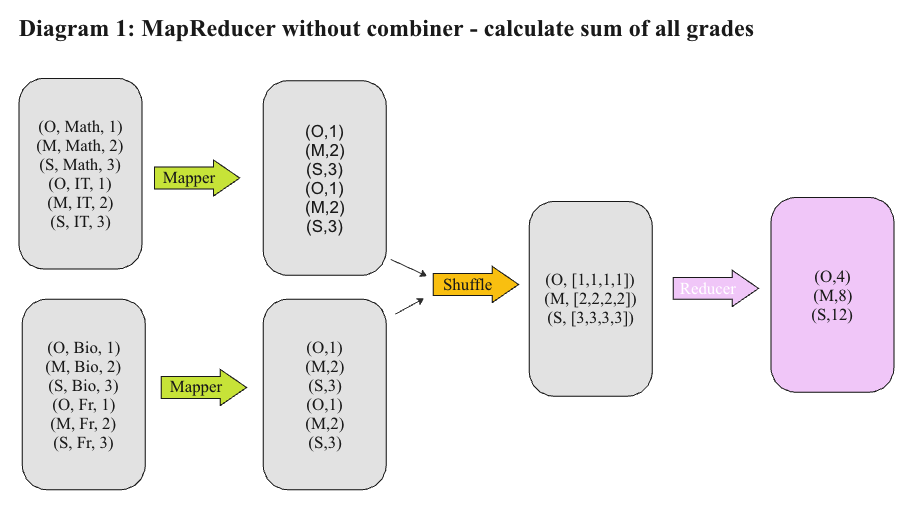 Diagram 1: MapReducer without combiner - calculate sum of all grades
(O, Math, 1)
(M, Math, 2)
(S, Math, 3)
(O, IT, 1)
(M, IT, 2)
(S, IT, 3)
Mapper
(O,1)
(M,2)
(S,3)
(O,1)
(M,2)
(S,3)
(O, Bio, 1)
(M, Bio, 2)
(S, Bio, 3)
(O, Fr, 1)
(M, Fr, 2)
(S, Fr, 3)
Mapper
(O,1)
(M,2)
(S,3)
(O,1)
(M,2)
(S,3)
Shuffle
(O, [1,1,1,1])
(M, [2,2,2,2])
(S, [3,3,3,3])
Reducer
(O,4)
(M,8)
(S,12)